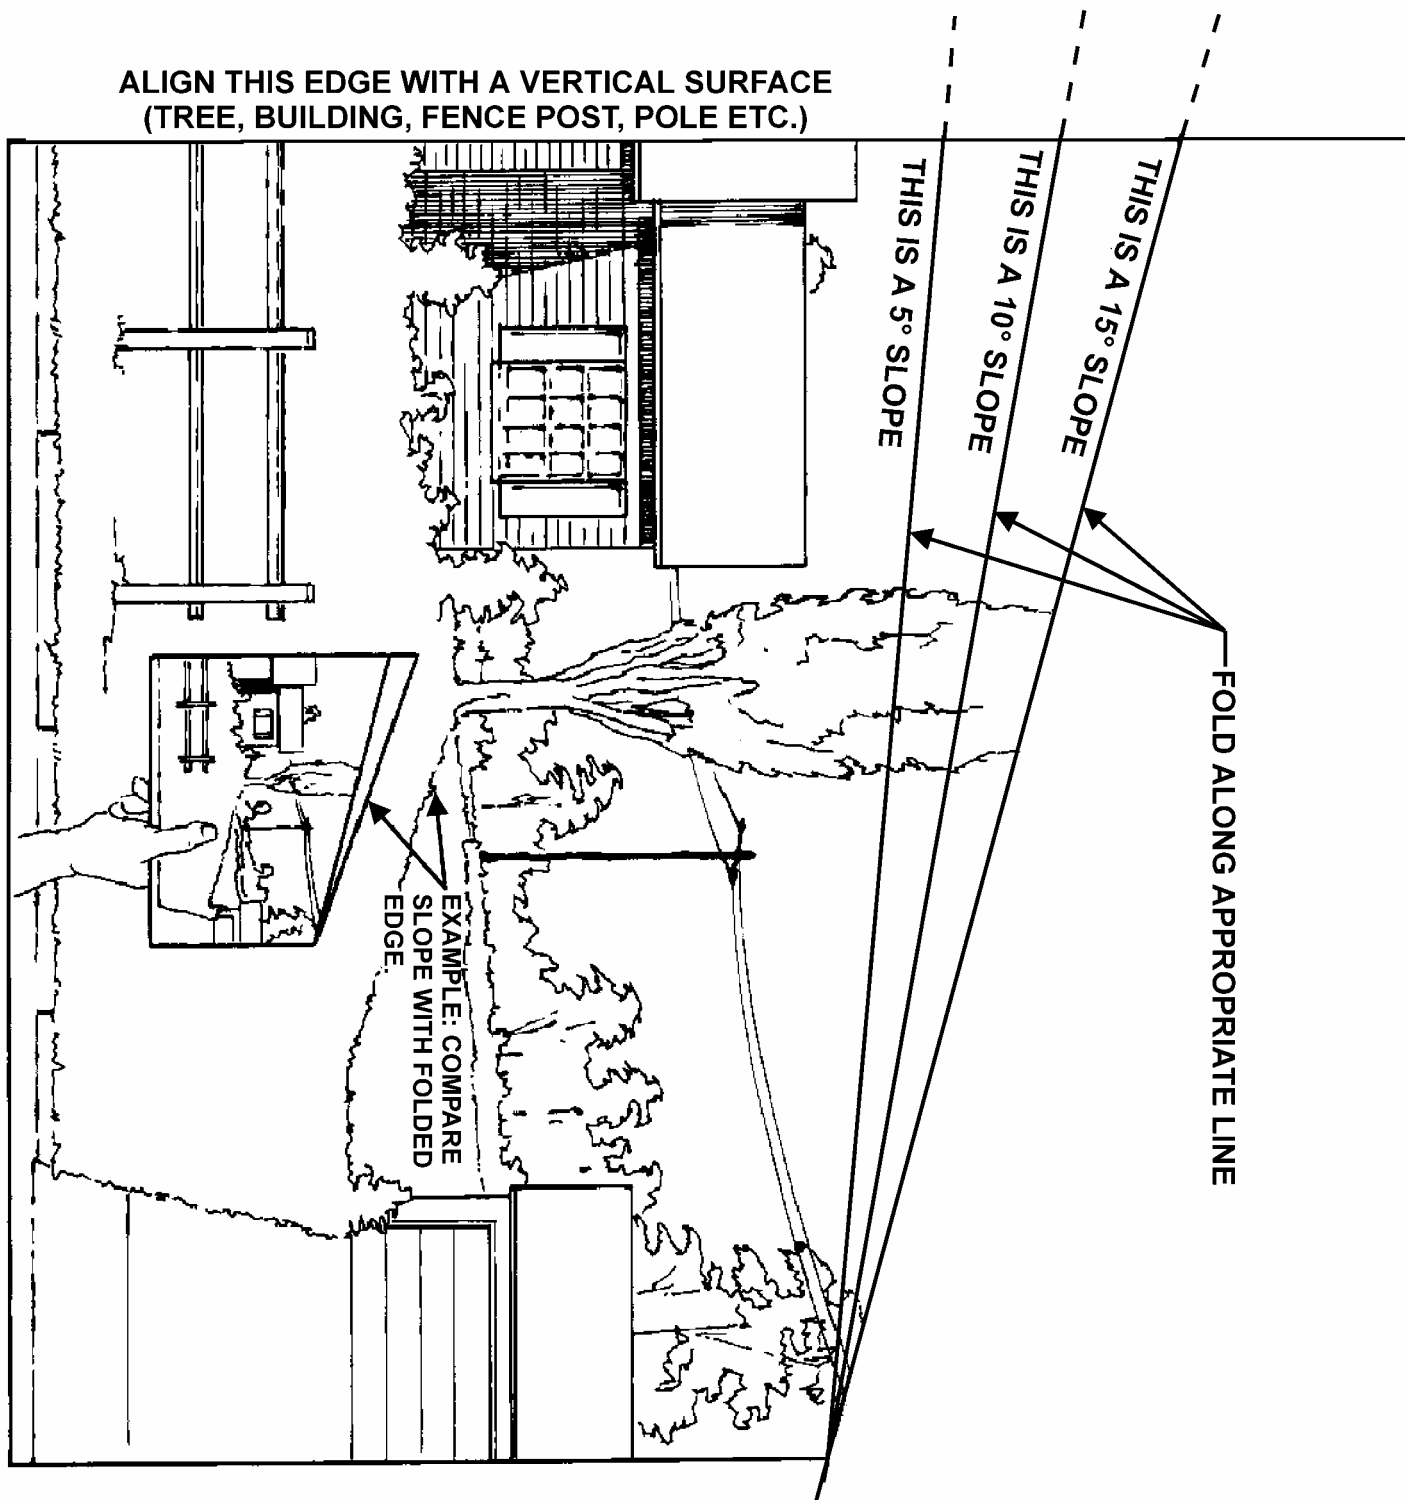 ALIGN THIS EDGE WITH A VERTICAL SURFACE
(TREE, BUILDING, FENCE POST, POLE ETC.)
THIS IS A 5° SLOPE
THIS IS A 10° SLOPE
THIS IS A 15° SLOPE
FOLD ALONG APPROPRIATE LINE
EXAMPLE: COMPARE
SLOPE WITH FOLDED
EDGE.